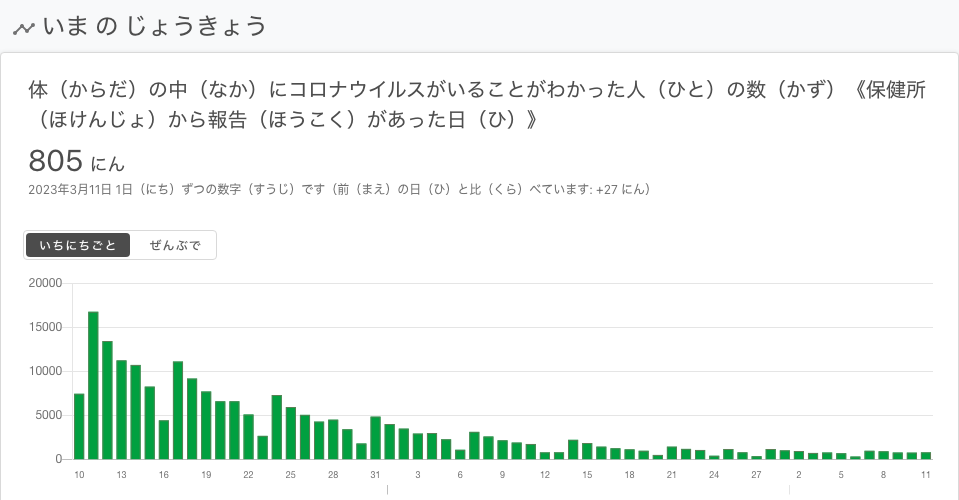 いま の じょうきょう
体（からだ）の中（なか）にコロナウイルスがいることがわかった人（ひと）の数（かず）《保健所
（ほけんじょ）から報告（ほうこく）があった日（ひ）》
805 にん
2023年3月11日 1日（にち）ずつの数字（すうじ）です（前（まえ）の日（ひ）と比（くら）べています: +27 にん）
いちにちごと ぜんぶで
20000
15000
10000
5000
0
10 13 16 19 22 25 28 31 3 6 9 12 15 18 21 24 27 2 5 8 11